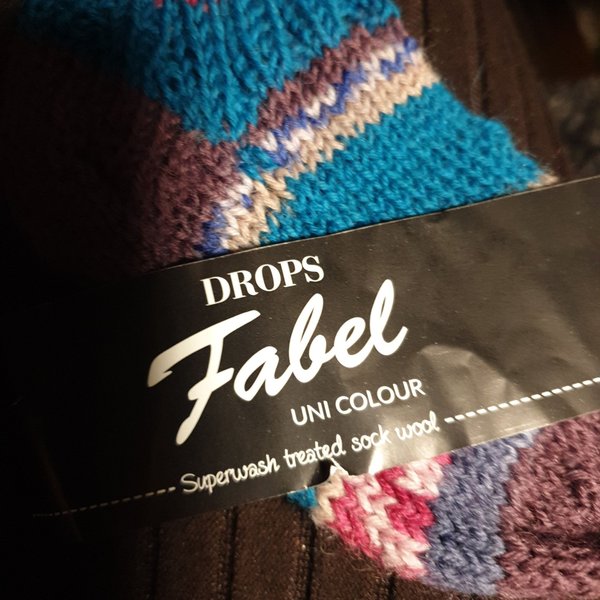 DROPS
Fabel
UNI COLOUR
Superwash treated sock wool